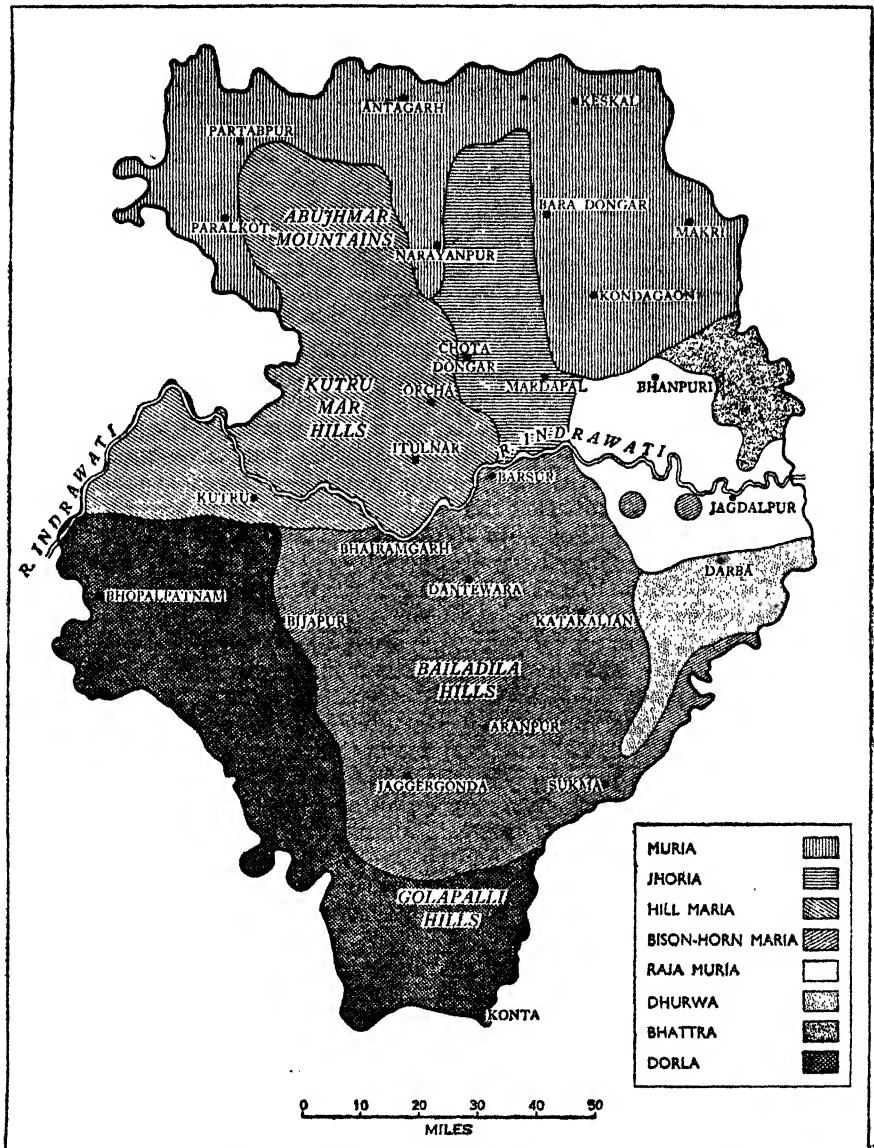 ANTAGARH
KESKAL
PARTABPUR
ABUJHMAR
MOUNTAINS
BARA DONGAR
PARALKOT
MAKRI
NARAYANPUR
KONDAGAON
CHOTA
DONGAR
MARDAPAL
BHANPURI
KUTRU
MAR
HILLS
ORCHA
R. INDRAWATI
ITULNAR
R. INDRAWATI
BARSUR
KUTRU
JAGDALPUR
BHAIRAMGARH
DARBA
DANTEWARA
BHOPALPATNAM
BIJAPUR
KATAKALIAN
BAILADILA
HILLS
ARANPUR
JAGGERGONDA
SUKMA
GOLAPALLI
HILLS
KONTA
MURIA
JHORIA
HILL MARIA
BISON-HORN MARIA
RAJA MURIA
DHURWA
BHATTRA
DORLA
0 10 20 30 40 50
MILES